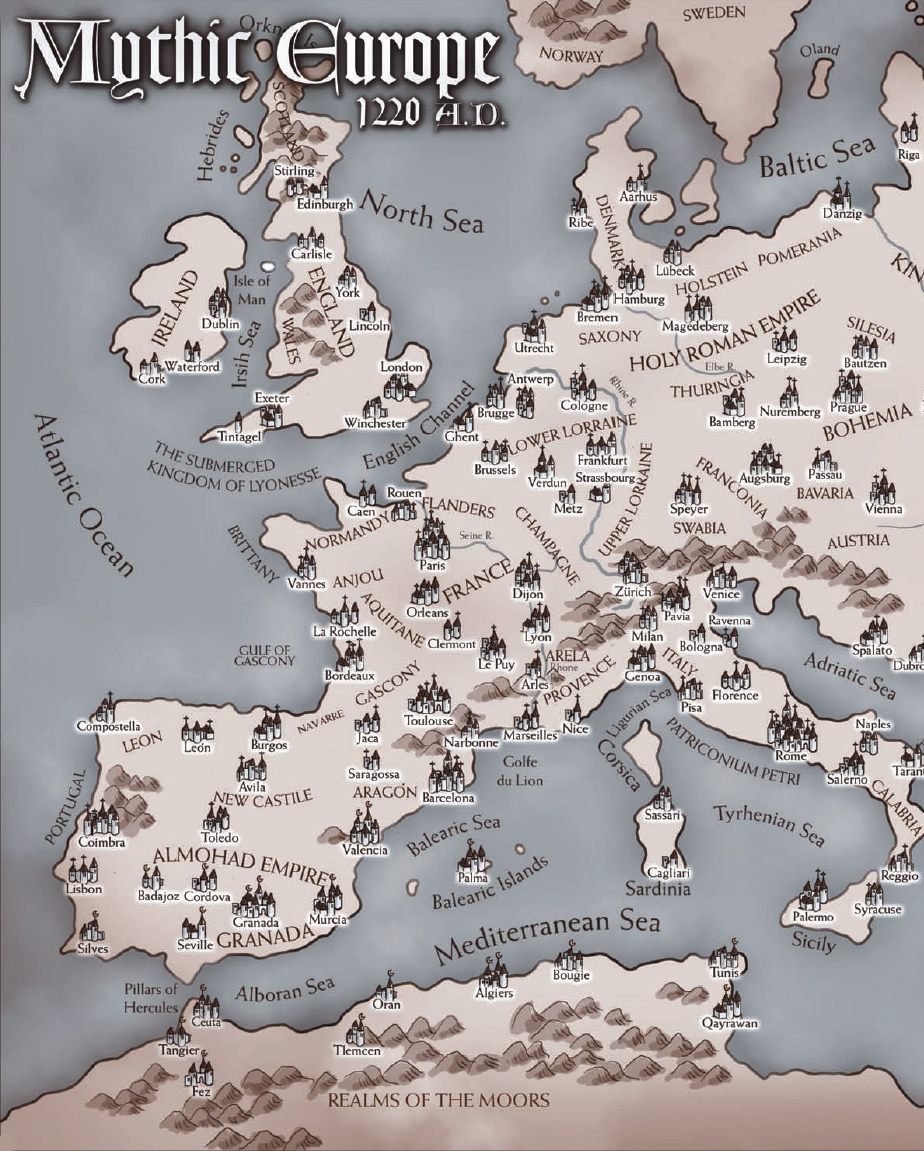 Mythic Europe
1220 A.D.
Orkn
Is
SWEDEN
NORWAY
Oland
SCOTLAND
Hebrides
Riga
Baltic Sea
Stirling
Edinburgh
North Sea
Aarhus
Danzig
Ribe
DENMARK
Carlisle
Lübeck
POMERANIA
HOLSTEIN
KIN
Isle of
Man
York
ENGLAND
Hamburg
IRELAND
Dublin
Bremen
Lincoln
Magedeberg
HOLY ROMAN EMPIRE
SILESIA
Irsih Sea
WALES
Utrecht
SAXONY
Leipzig
Bautzen
Cork
Waterford
London
Elbe R.
Antwerp
Rhine R.
THURINGIA
Exeter
Brugge
Cologne
Nuremberg
Prague
Tintagel
Winchester
English Channel
Ghent
Bamberg
BOHEMIA
Atlantic Ocean
THE SUBMERGED
KINGDOM OF LYONESSE
LOWER LORRAINE
Frankfurt
Brussels
Verdun
Strassbourg
UPPER LORRAINE
FRANCONIA
Augsburg
Passau
Rouen
Caen
FLANDERS
Metz
Speyer
BAVARIA
Vienna
NORMANDY
CHAMPAGNE
SWABIA
BRITTANY
Seine R.
AUSTRIA
Paris
Vannes
ANJOU
FRANCE
Dijon
Zürich
Venice
Orleans
Pavia
AQUITANE
La Rochelle
Clermont
Lyon
Milan
Ravenna
Bologna
GULF OF
GASCONY
Le Puy
ARELA
Rhone
ITALY
Spalato
Dubro
Bordeaux
Arles
PROVENCE
Genoa
Adriatic Sea
GASCONY
Pisa
Florence
Ligurian Sea
Compostella
NAVARRE
Toulouse
Marseilles
Nice
LEON
León
Burgos
Jaca
Narbonne
PATRICONIUM PETRI
Rome
Naples
Corsica
Avila
Saragossa
Golfe
du Lion
Salerno
Taran
PORTUGAL
NEW CASTILE
ARAGON
Barcelona
CALABRIA
Coimbra
Toledo
Valencia
Balearic Sea
Sassari
Tyrhenian Sea
ALMOHAD EMPIRE
Lisbon
Badajoz
Cordova
Palma
Balearic Islands
Cagliari
Sardinia
Reggio
Granada
Murcia
Palermo
Syracuse
Silves
Seville
GRANADA
Mediterranean Sea
Sicily
Bougie
Tunis
Pillars of
Hercules
Alboran Sea
Oran
Algiers
Ceuta
Qayrawan
Tangier
Tlemcen
Fez
REALMS OF THE MOORS